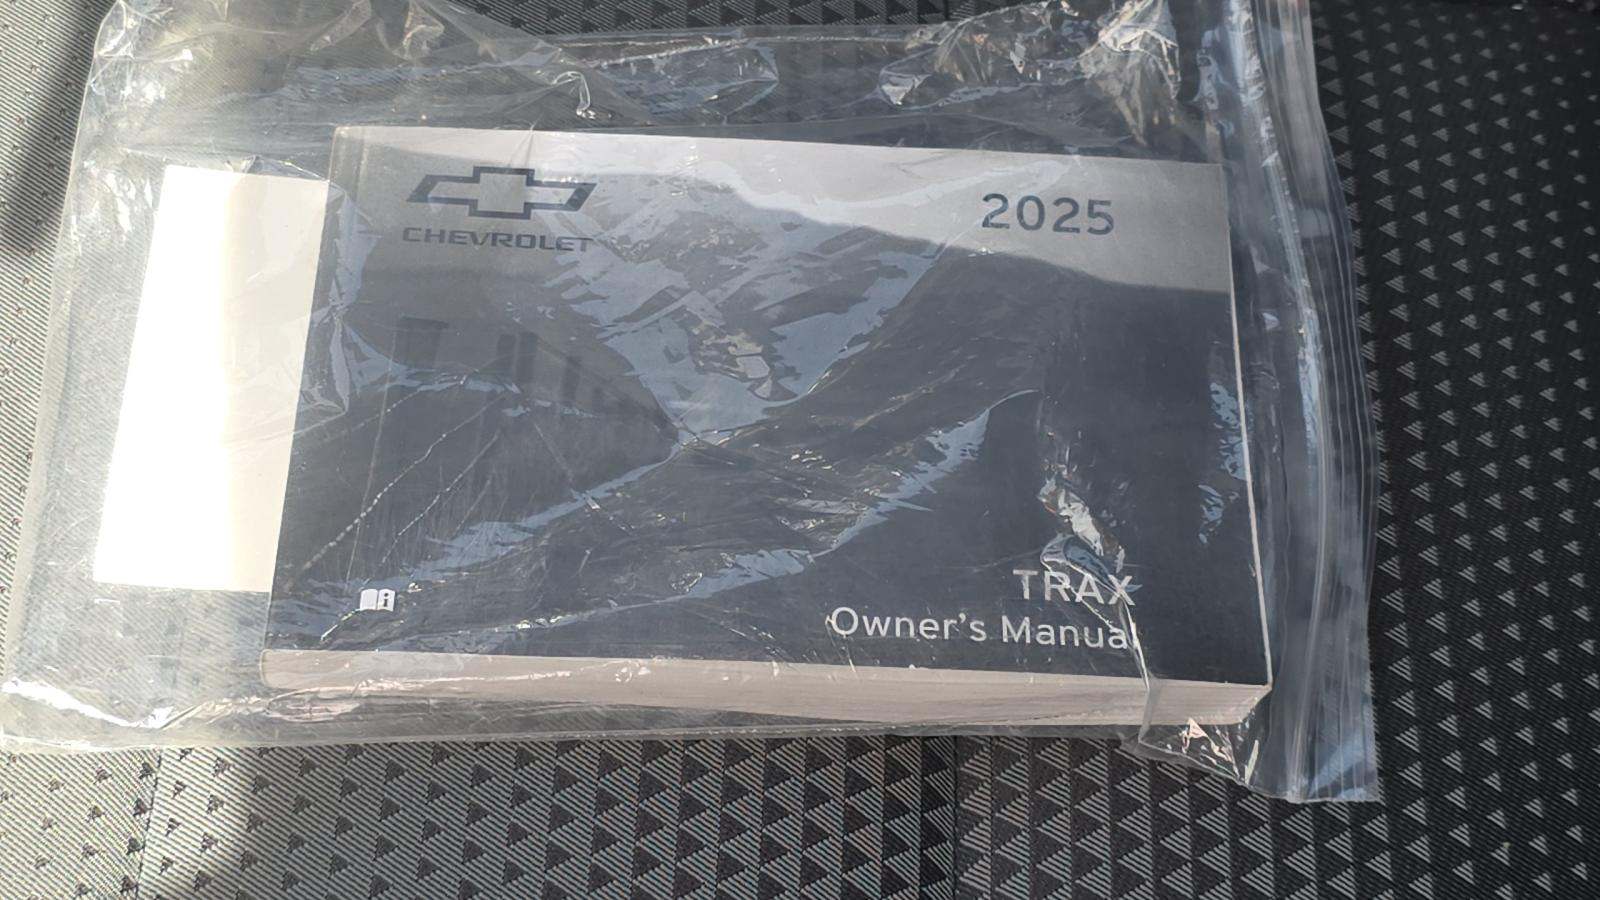 CHEVROLET
2025
TRAX
Owner's Manual